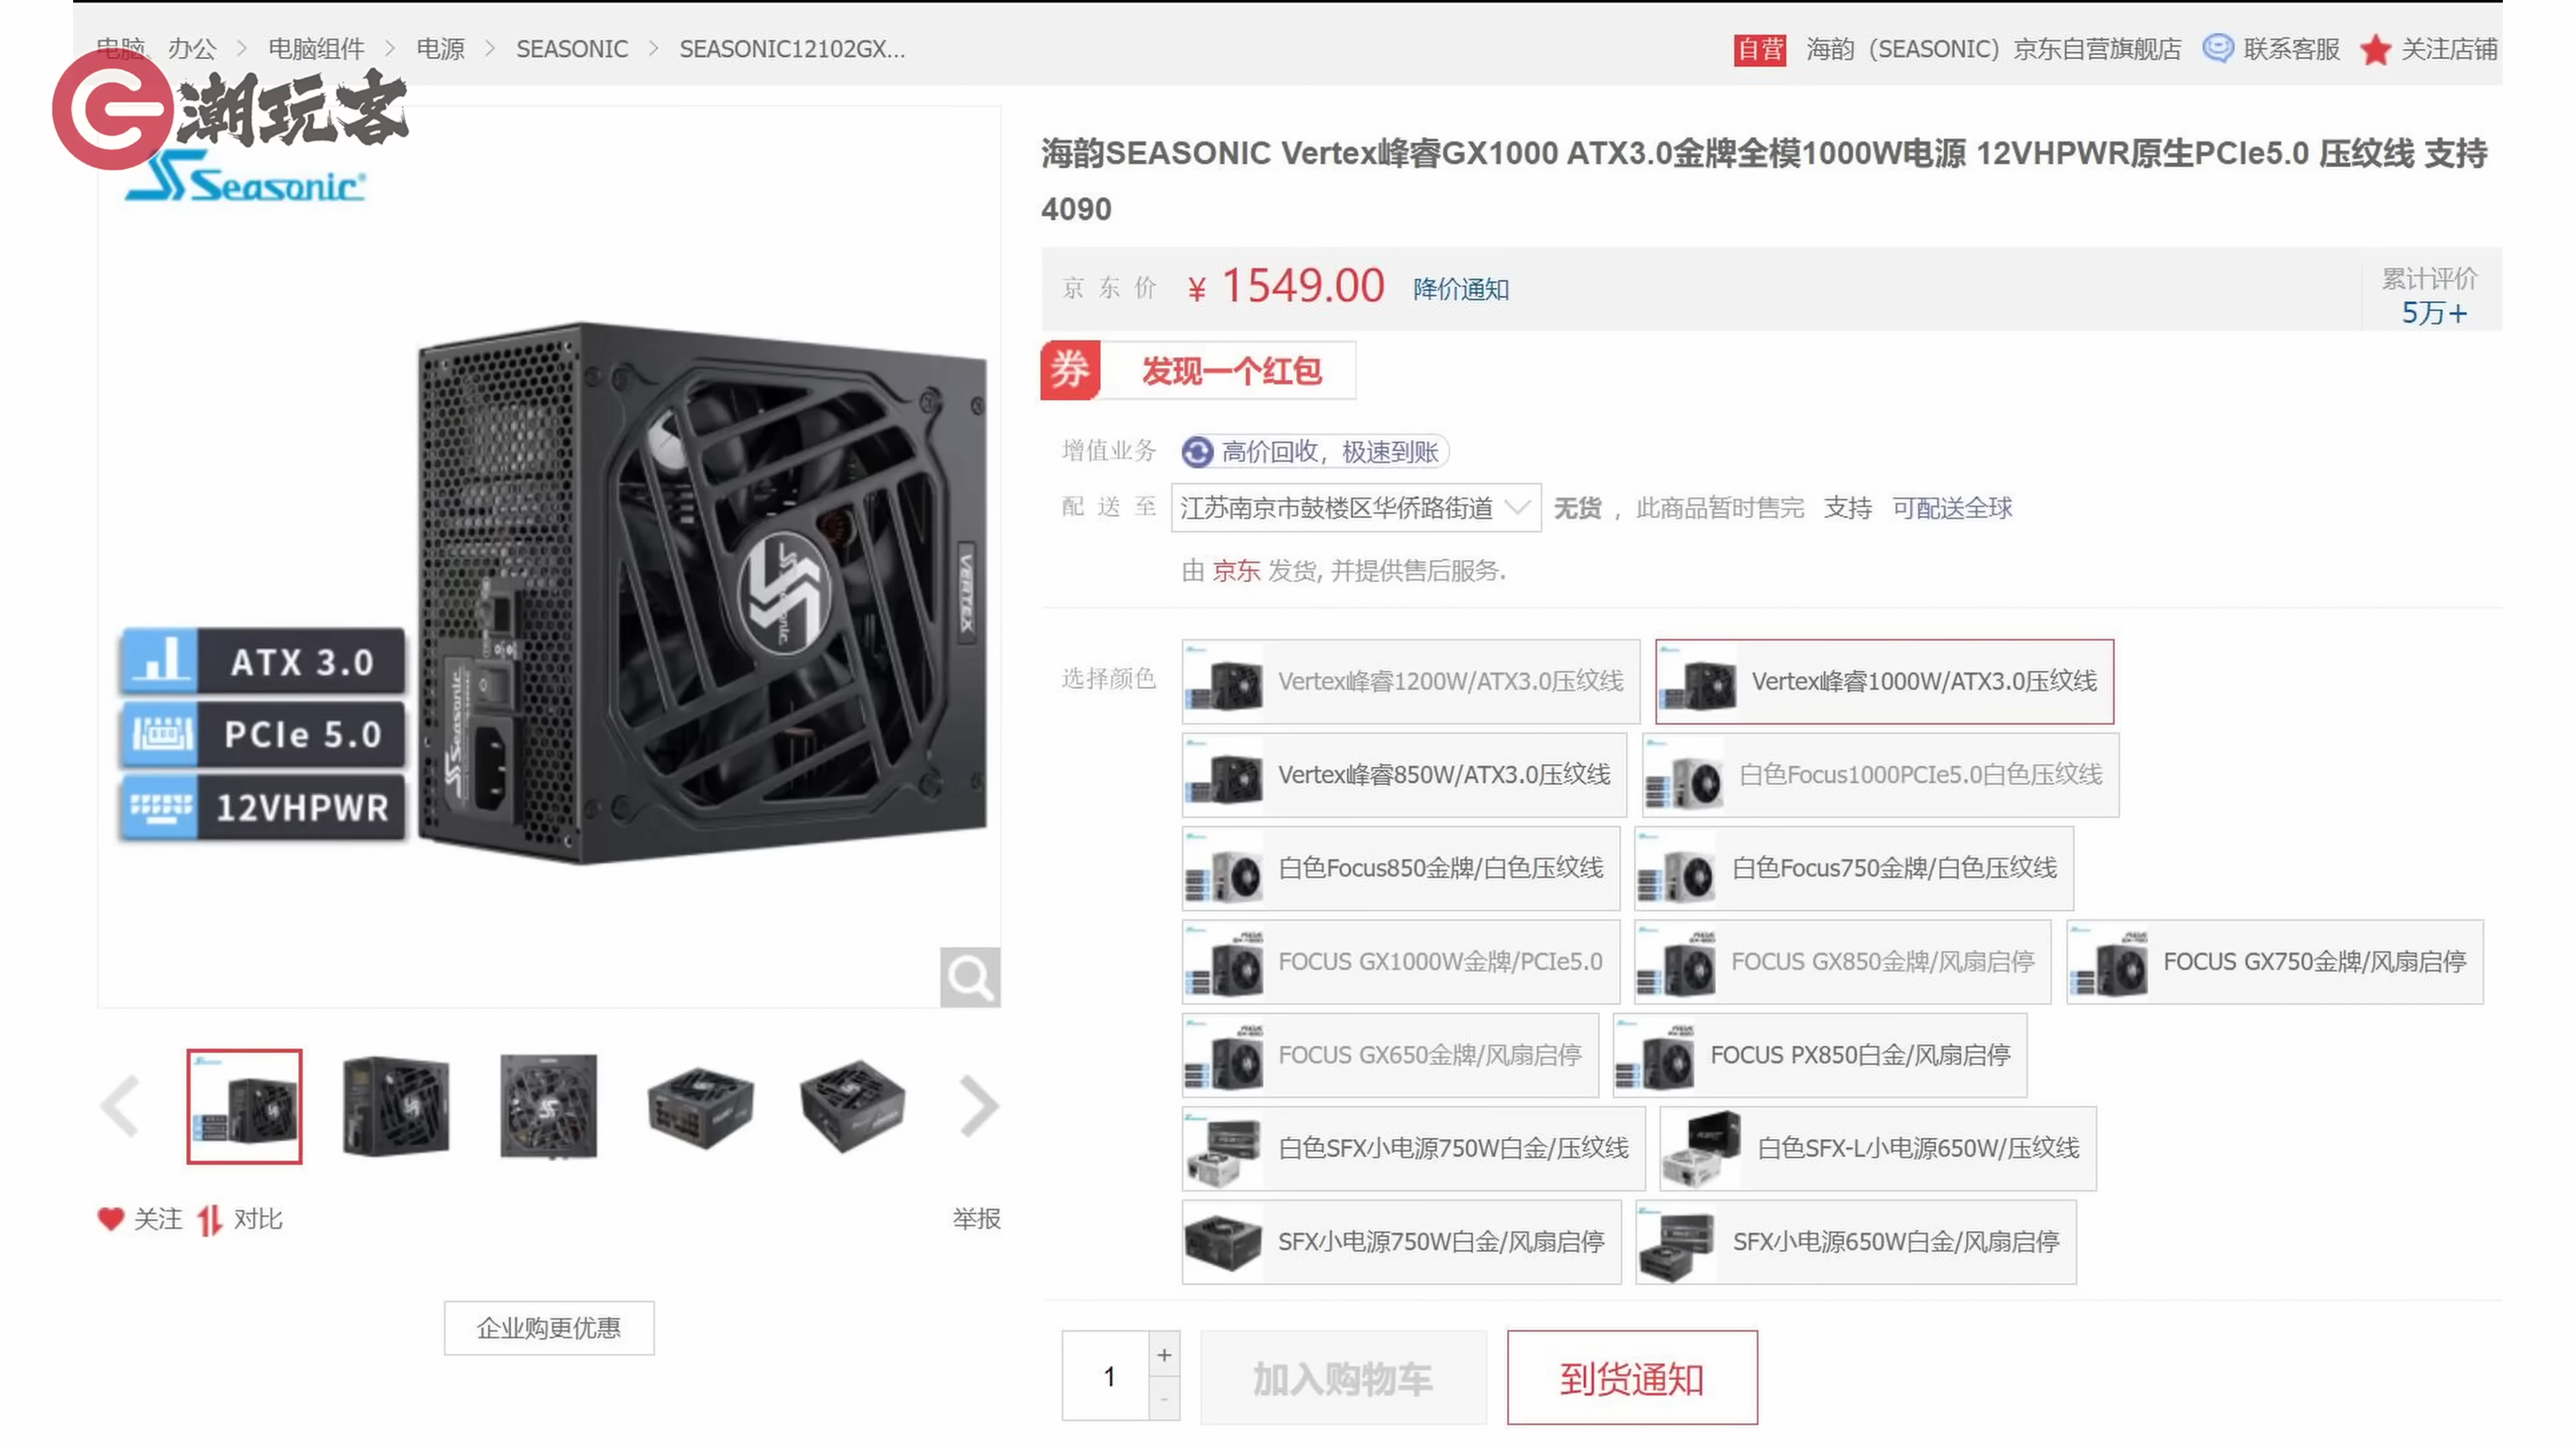 电脑、办公 > 电脑组件 > 电源 > SEASONIC > SEASONIC12102GX...
自营 海韵（SEASONIC）京东自营旗舰店 联系客服 关注店铺
潮玩客
Seasonic
ATX 3.0
PCIe 5.0
12VHPWR
VERTEX
Seasonic
Seasonic
海韵SEASONIC Vertex峰睿GX1000 ATX3.0金牌全模1000W电源 12VHPWR原生PCIe5.0 压纹线 支持
4090
京东价 ￥ 1549.00 降价通知
累计评价
5万+
券 发现一个红包
增值业务 高价回收，极速到账
配送至 江苏南京市鼓楼区华侨路街道 无货 ，此商品暂时售完 支持 可配送全球
由 京东 发货, 并提供售后服务.
选择颜色 Vertex峰睿1200W/ATX3.0压纹线 Vertex峰睿1000W/ATX3.0压纹线
Vertex峰睿850W/ATX3.0压纹线 白色Focus1000PCIe5.0白色压纹线
白色Focus850金牌/白色压纹线 白色Focus750金牌/白色压纹线
FOCUS GX1000W金牌/PCIe5.0 FOCUS GX850金牌/风扇启停 FOCUS GX750金牌/风扇启停
FOCUS GX650金牌/风扇启停 FOCUS PX850白金/风扇启停
白色SFX小电源750W白金/压纹线 白色SFX-L小电源650W/压纹线
SFX小电源750W白金/风扇启停 SFX小电源650W白金/风扇启停
关注 对比 举报
企业购更优惠
1 + - 加入购物车 到货通知